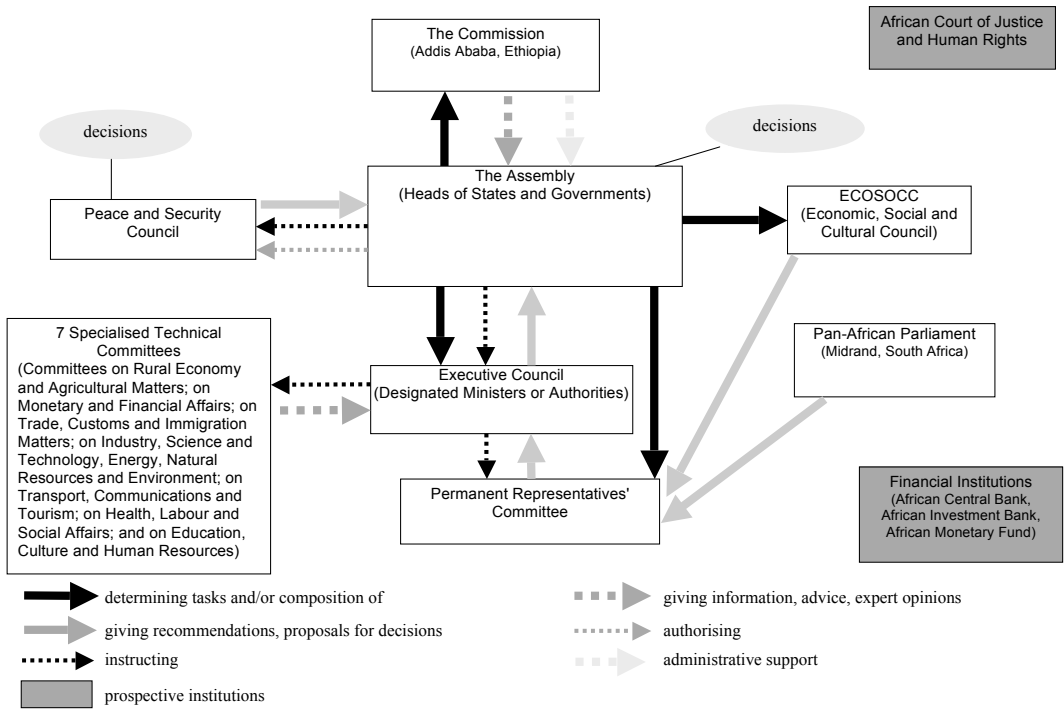 The Commission
(Addis Ababa, Ethiopia)
African Court of Justice
and Human Rights
decisions
decisions
The Assembly
(Heads of States and Governments)
Peace and Security
Council
ECOSOCC
(Economic, Social and
Cultural Council)
7 Specialised Technical
Committees
(Committees on Rural Economy
and Agricultural Matters; on
Monetary and Financial Affairs; on
Trade, Customs and Immigration
Matters; on Industry, Science and
Technology, Energy, Natural
Resources and Environment; on
Transport, Communications and
Tourism; on Health, Labour and
Social Affairs; and on Education,
Culture and Human Resources)
Pan-African Parliament
(Midrand, South Africa)
Executive Council
(Designated Ministers or Authorities)
Permanent Representatives'
Committee
Financial Institutions
(African Central Bank,
African Investment Bank,
African Monetary Fund)
determining tasks and/or composition of
giving recommendations, proposals for decisions
instructing
prospective institutions
giving information, advice, expert opinions
authorising
administrative support